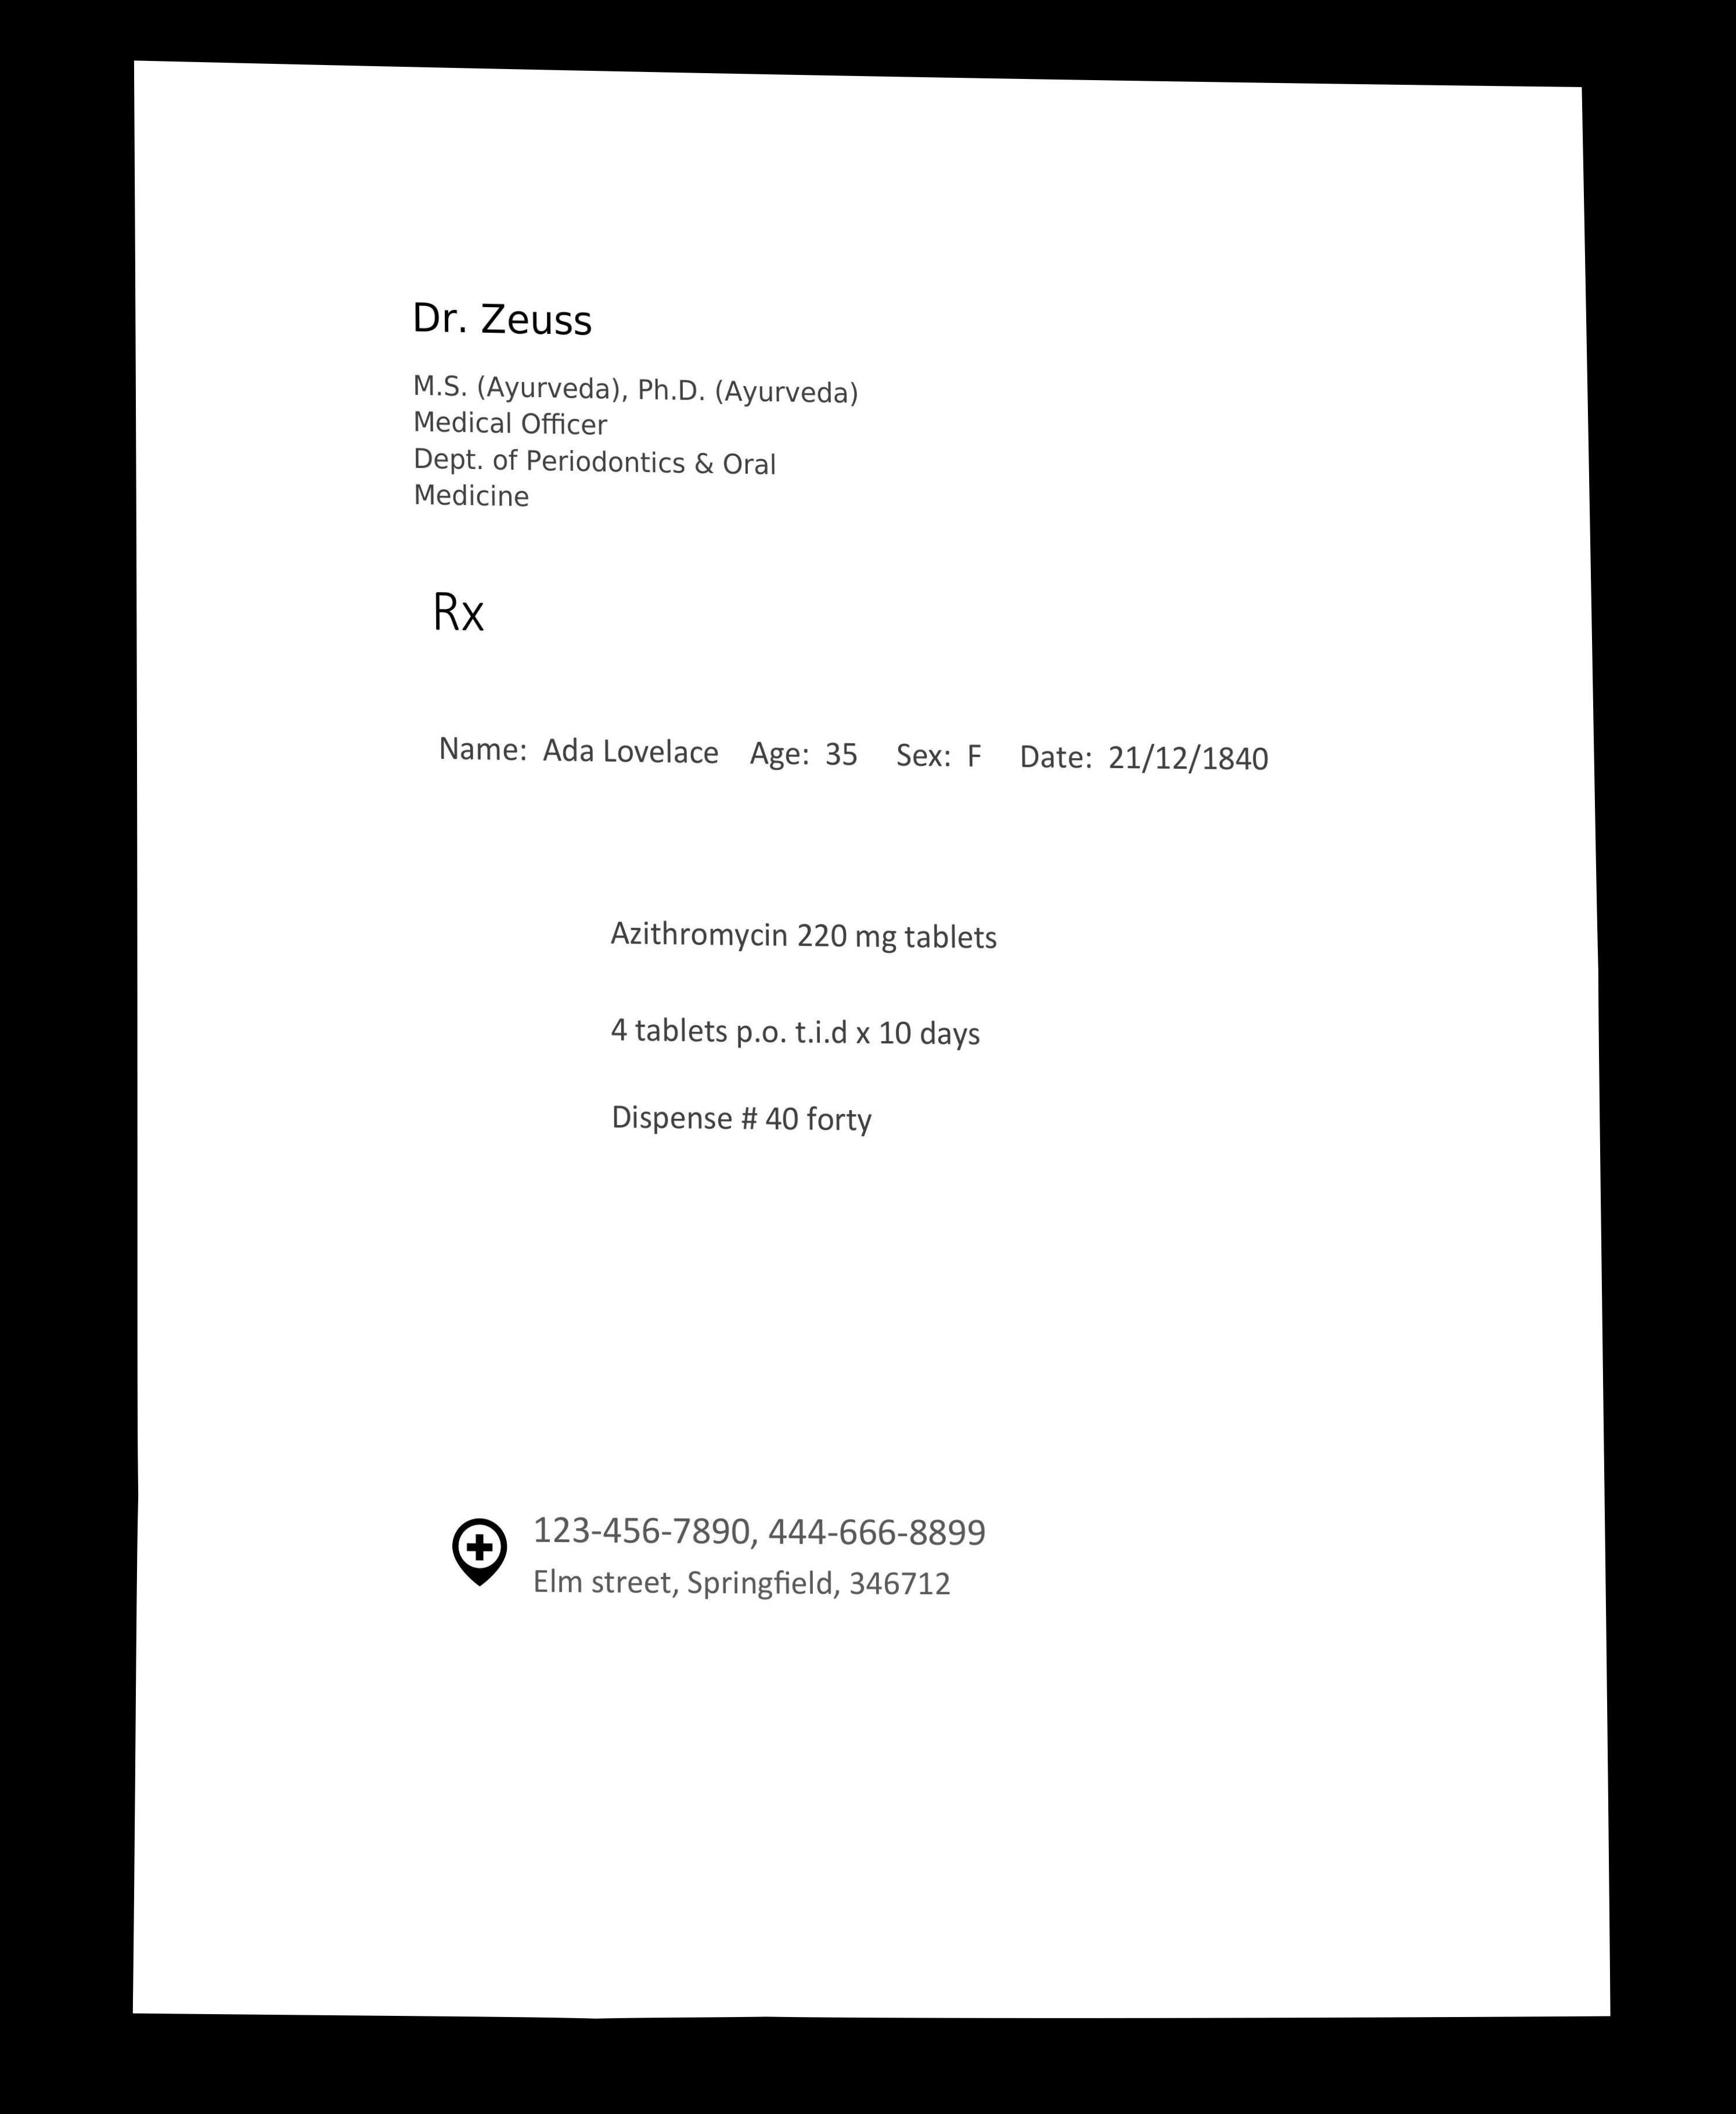 Dr. Zeuss
M.S. (Ayurveda), Ph.D. (Ayurveda)
Medical Officer
Dept. of Periodontics & Oral
Medicine
Rx
Name: Ada Lovelace Age: 35 Sex: F Date: 21/12/1840
Azithromycin 220 mg tablets
4 tablets p.o. t.i.d x 10 days
Dispense # 40 forty
123-456-7890, 444-666-8899
Elm street, Springfield, 346712